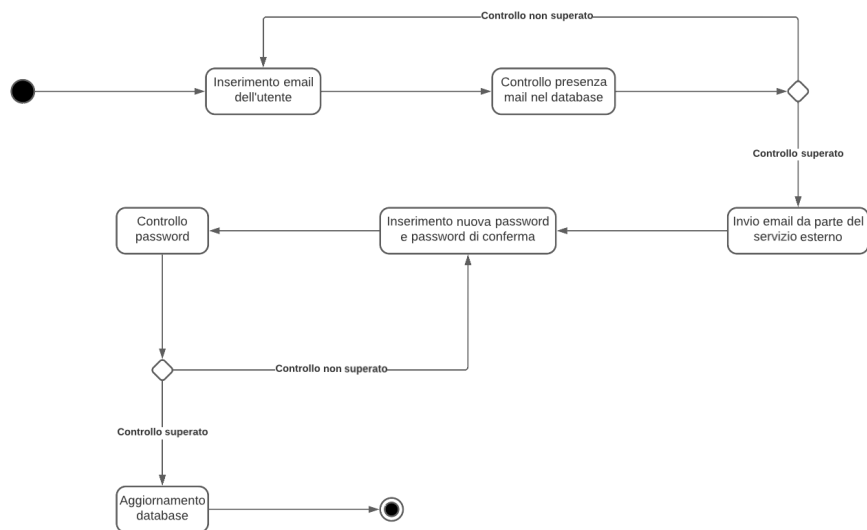 Controllo non superato
Inserimento email
dell'utente
Controllo presenza
mail nel database
Controllo superato
Controllo
password
Inserimento nuova password
e password di conferma
Invio email da parte del
servizio esterno
Controllo non superato
Controllo superato
Aggiornamento
database